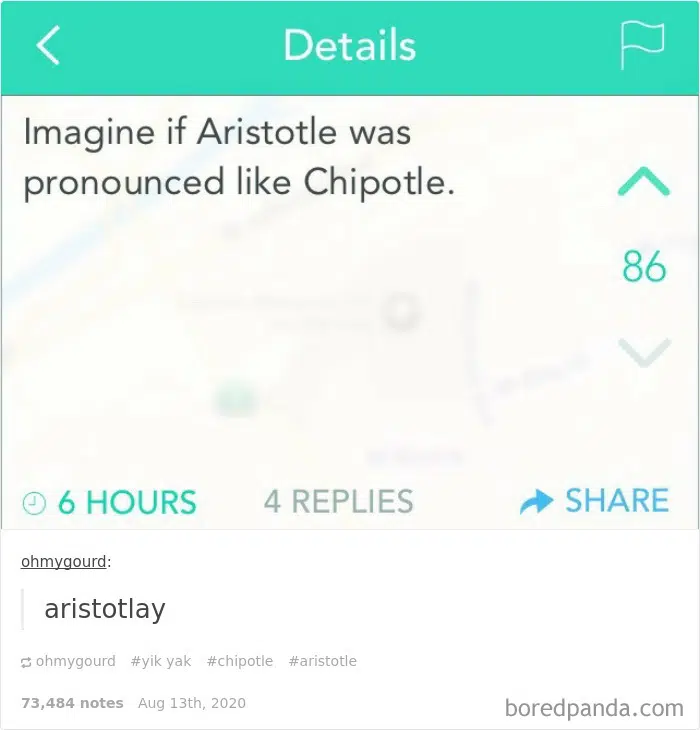 Details
Imagine if Aristotle was
pronounced like Chipotle.
86
6 HOURS 4 REPLIES SHARE
ohmygourd:
aristotlay
ohmygourd #yik yak #chipotle #aristotle
73,484 notes Aug 13th, 2020
boredpanda.com